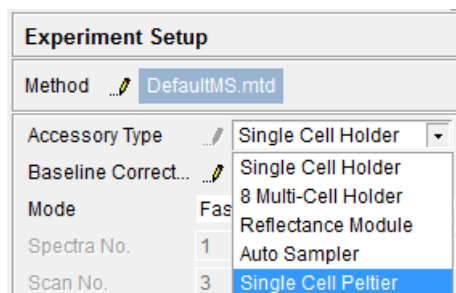 Experiment Setup
Method DefaultMS.mtd
Accessory Type Single Cell Holder
Baseline Correct... Single Cell Holder
8 Multi-Cell Holder
Mode Fas
Reflectance Module
Spectra No. 1 Auto Sampler
Scan No. 3 Single Cell Peltier